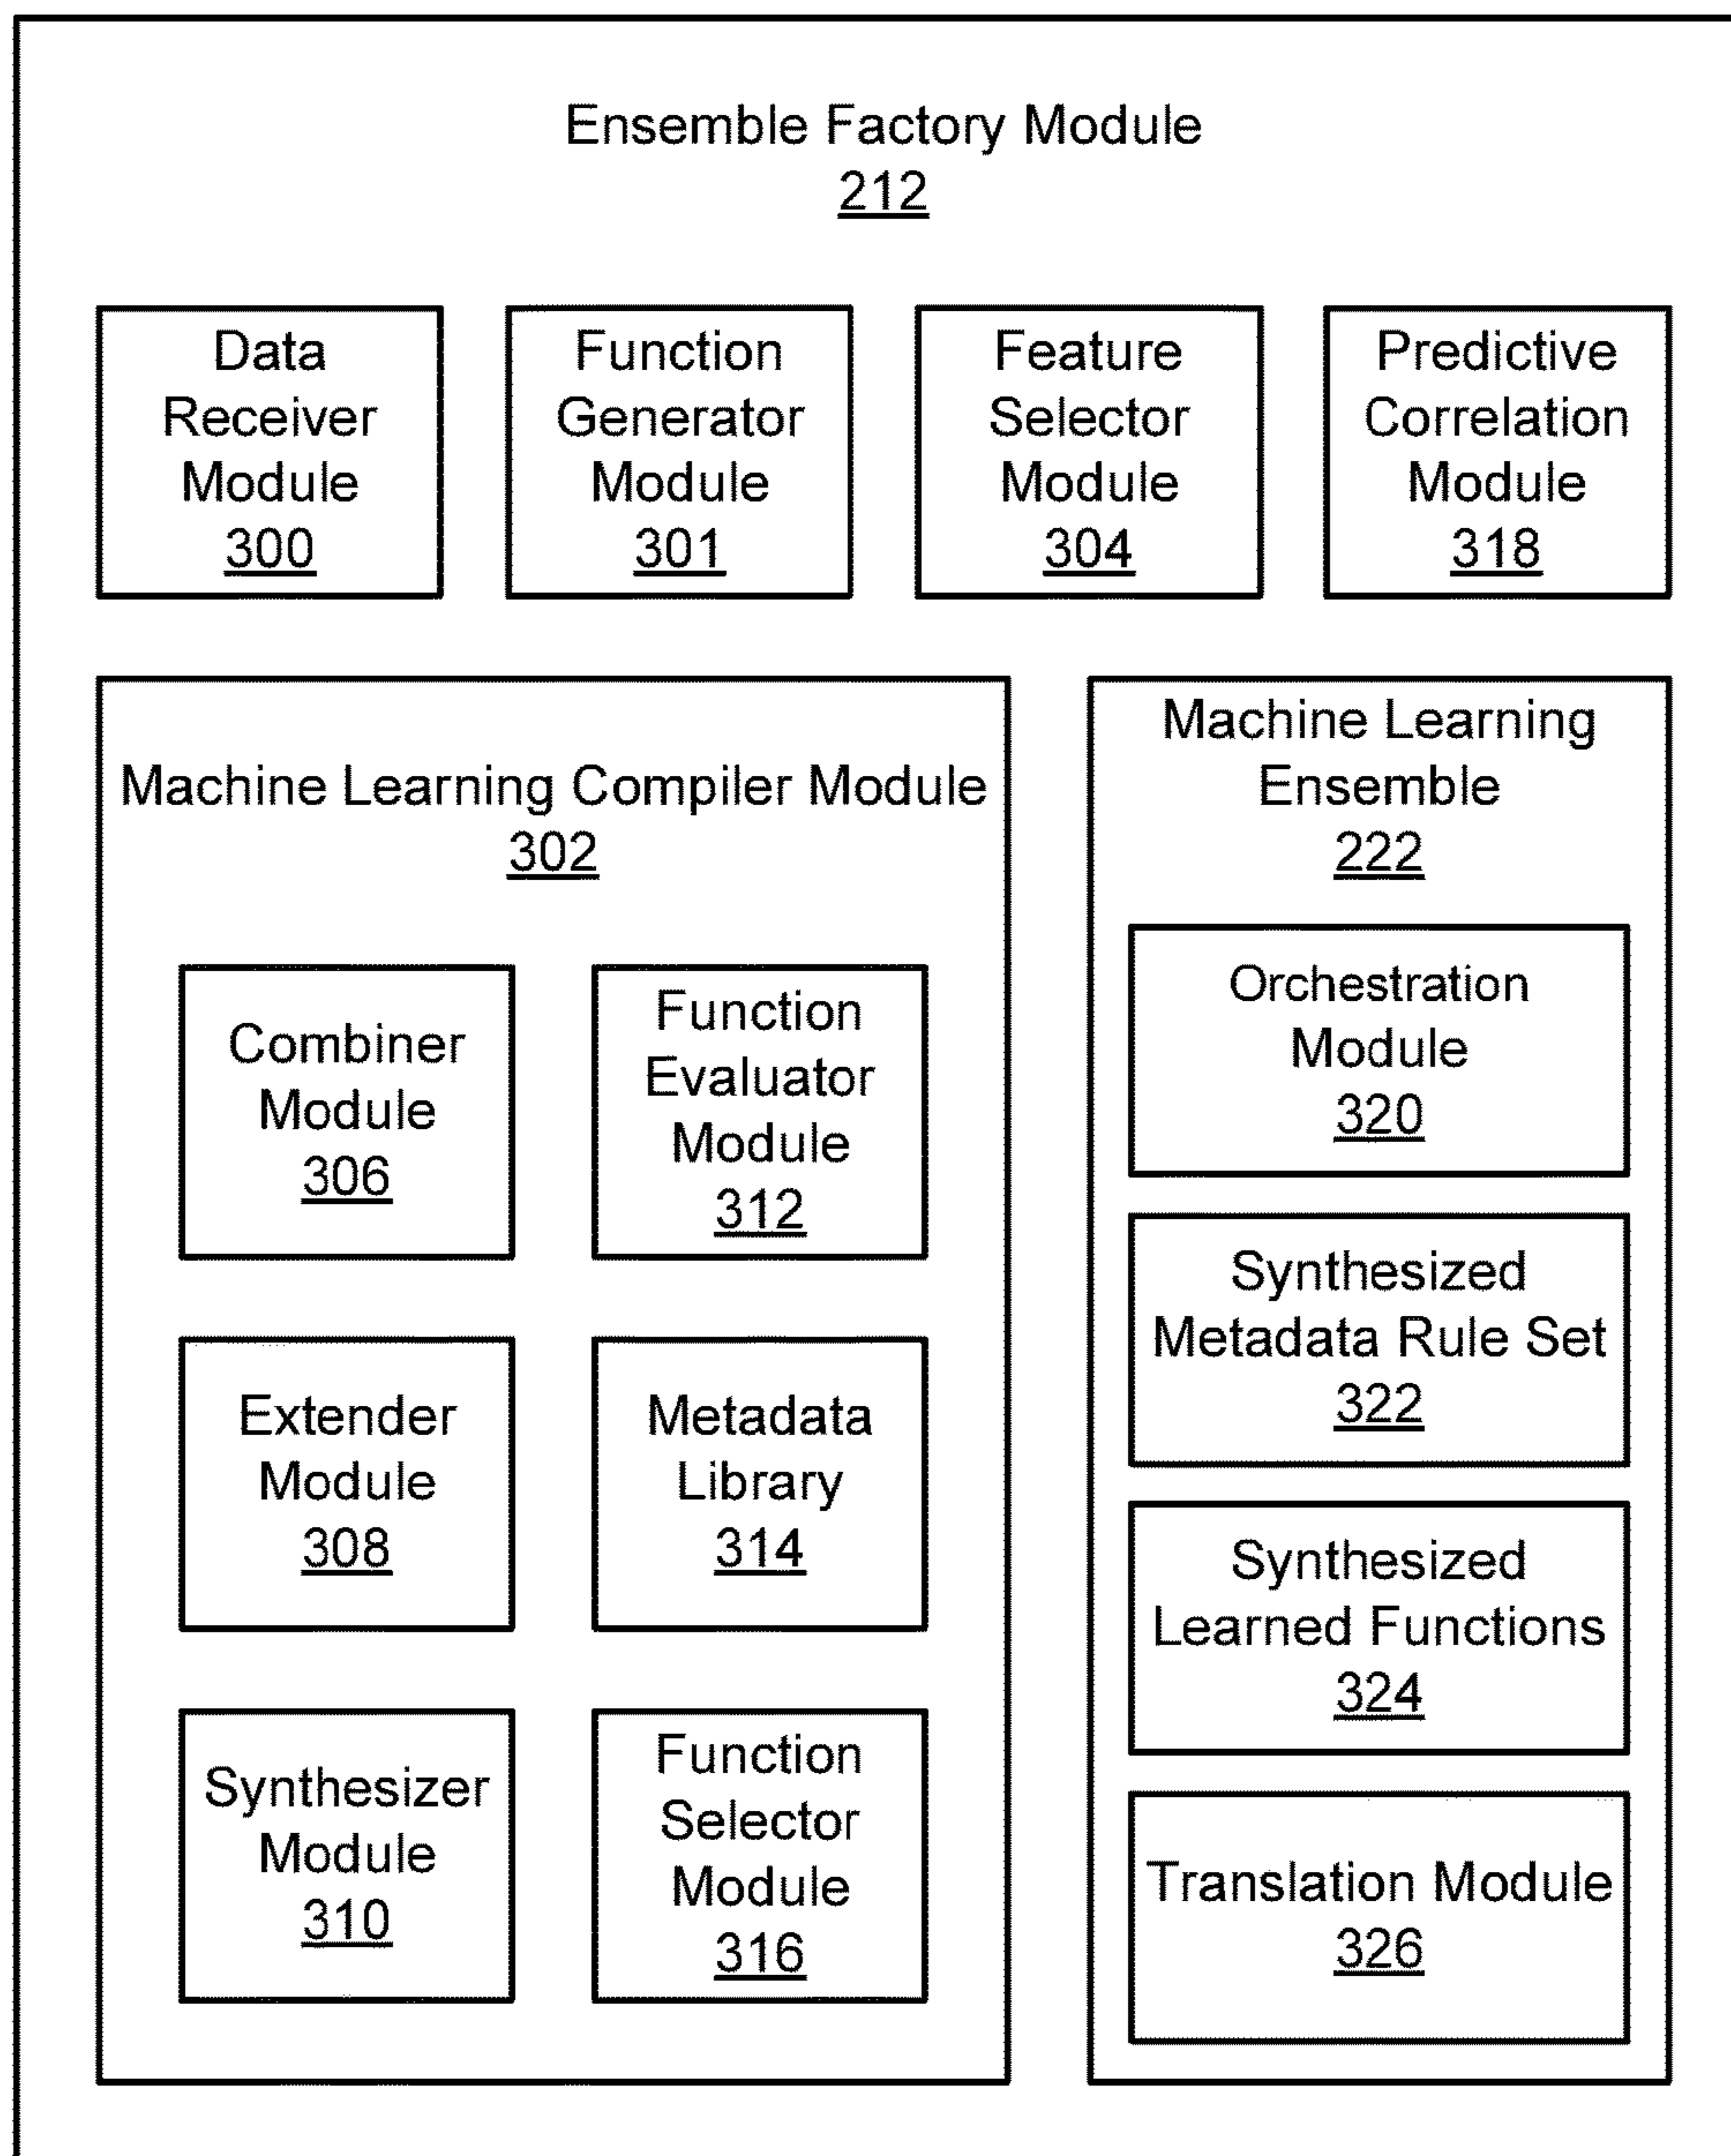 Ensemble Factory Module
212
Data
Receiver
Module
300
Function
Generator
Module
301
Feature
Selector
Module
304
Predictive
Correlation
Module
318
Machine Learning Compiler Module
302
Combiner
Module
306
Function
Evaluator
Module
312
Extender
Module
308
Metadata
Library
314
Synthesizer
Module
310
Function
Selector
Module
316
Machine Learning
Ensemble
222
Orchestration
Module
320
Synthesized
Metadata Rule Set
322
Synthesized
Learned Functions
324
Translation Module
326